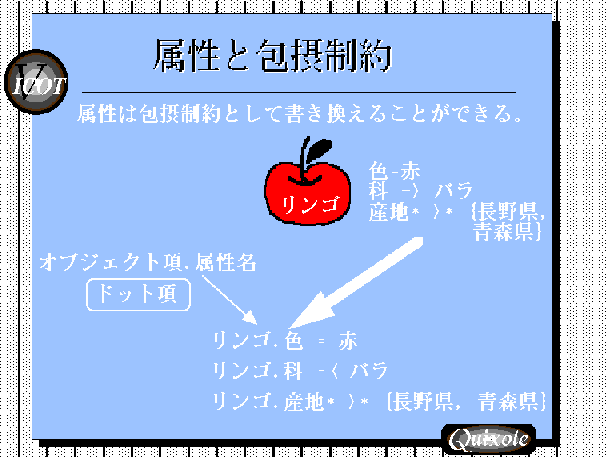 属性と包摂制約
V
ICOT
属性は包摂制約として書き換えることができる。
リンゴ
色-赤
科 -> バラ
産地* >* {長野県,
青森県}
オブジェクト項.属性名
ドット項
リンゴ.色 = 赤
リンゴ.科 -< バラ
リンゴ.産地* >* {長野県, 青森県}
Quixote